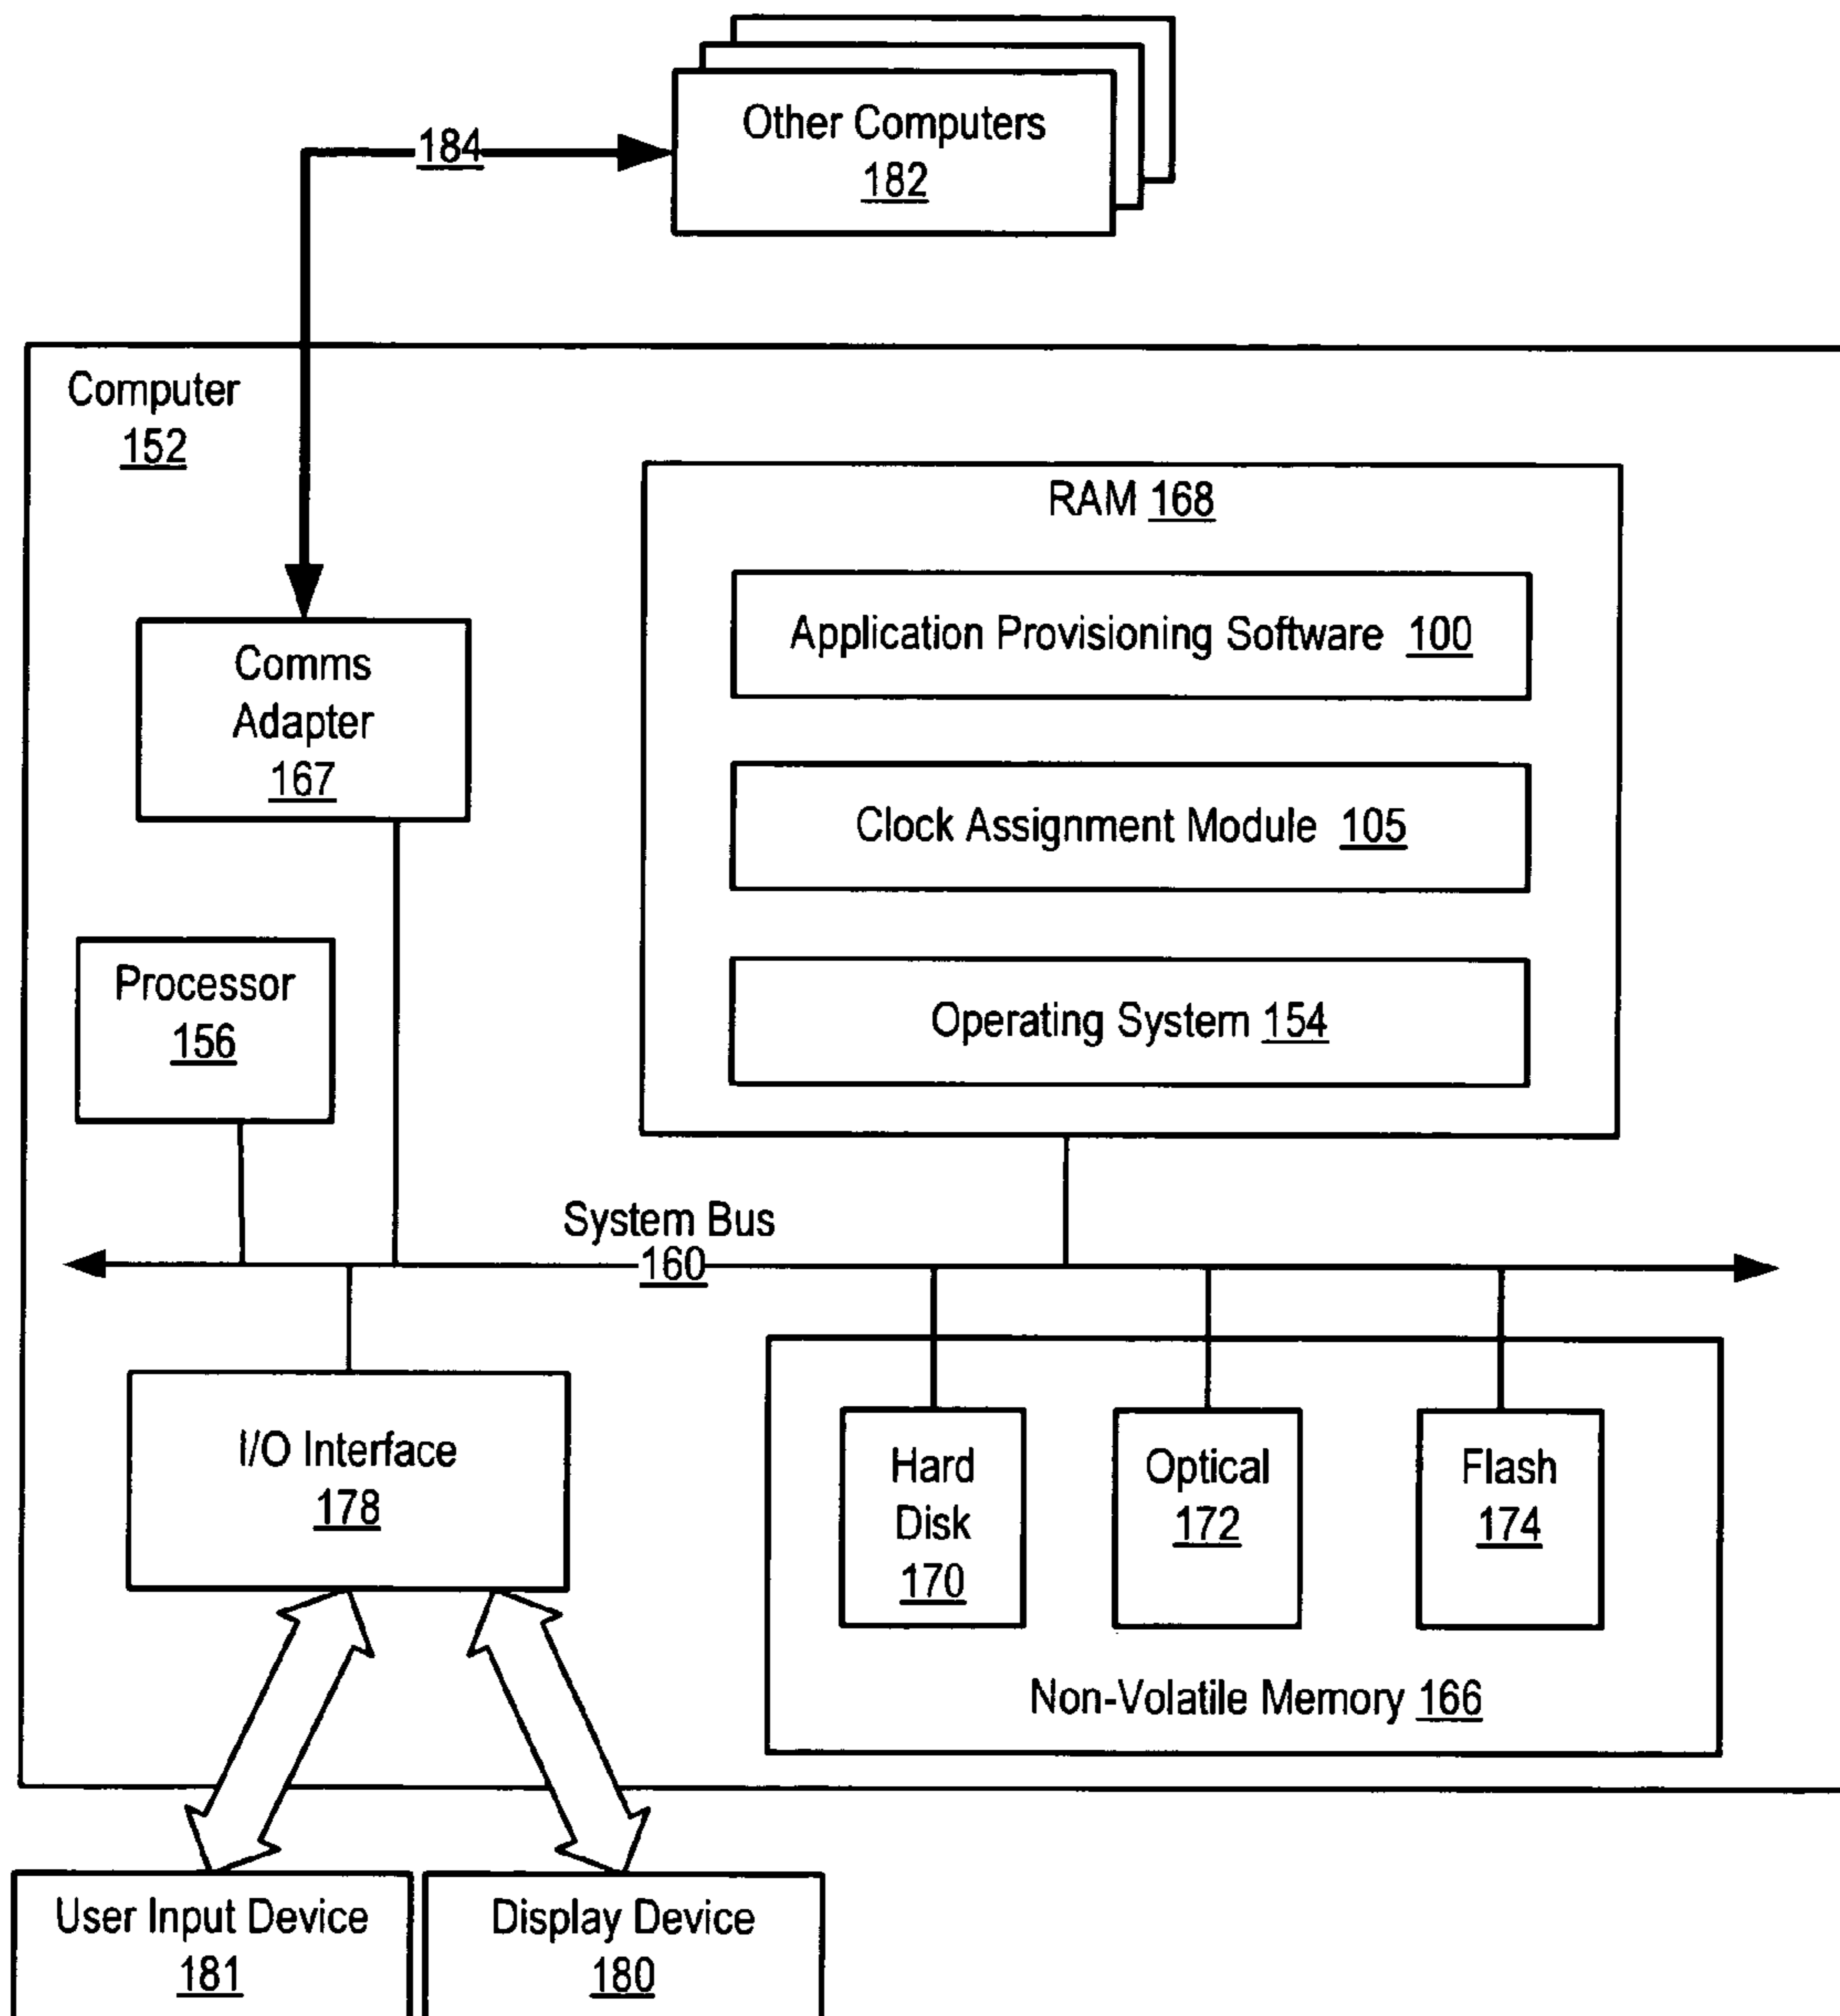 Other Computers
182
184
Computer
152
RAM 168
Application Provisioning Software 100
Comms
Adapter
167
Clock Assignment Module 105
Processor
156
Operating System 154
System Bus
160
I/O Interface
178
Hard
Disk
170
Optical
172
Flash
174
Non-Volatile Memory 166
User Input Device
181
Display Device
180